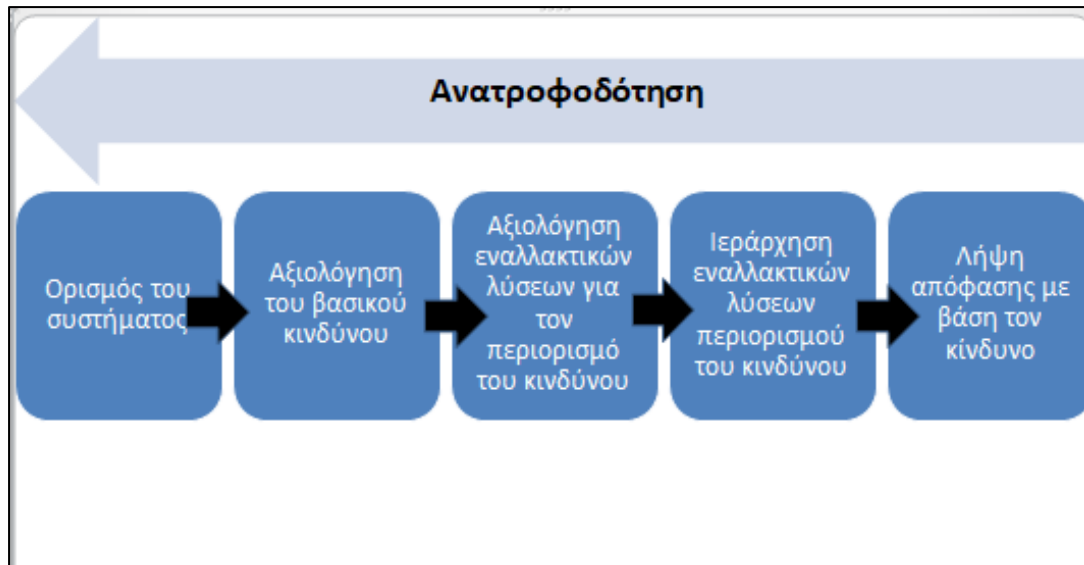 Ανατροφοδότηση
Ορισμός του
συστήματος
Αξιολόγηση
του βασικού
κινδύνου
Αξιολόγηση
εναλλακτικών
λύσεων για
τον
περιορισμό
του κινδύνου
Ιεράρχηση
εναλλακτικών
λύσεων
περιορισμού
του κινδύνου
Λήψη
απόφασης με
βάση τον
κίνδυνο